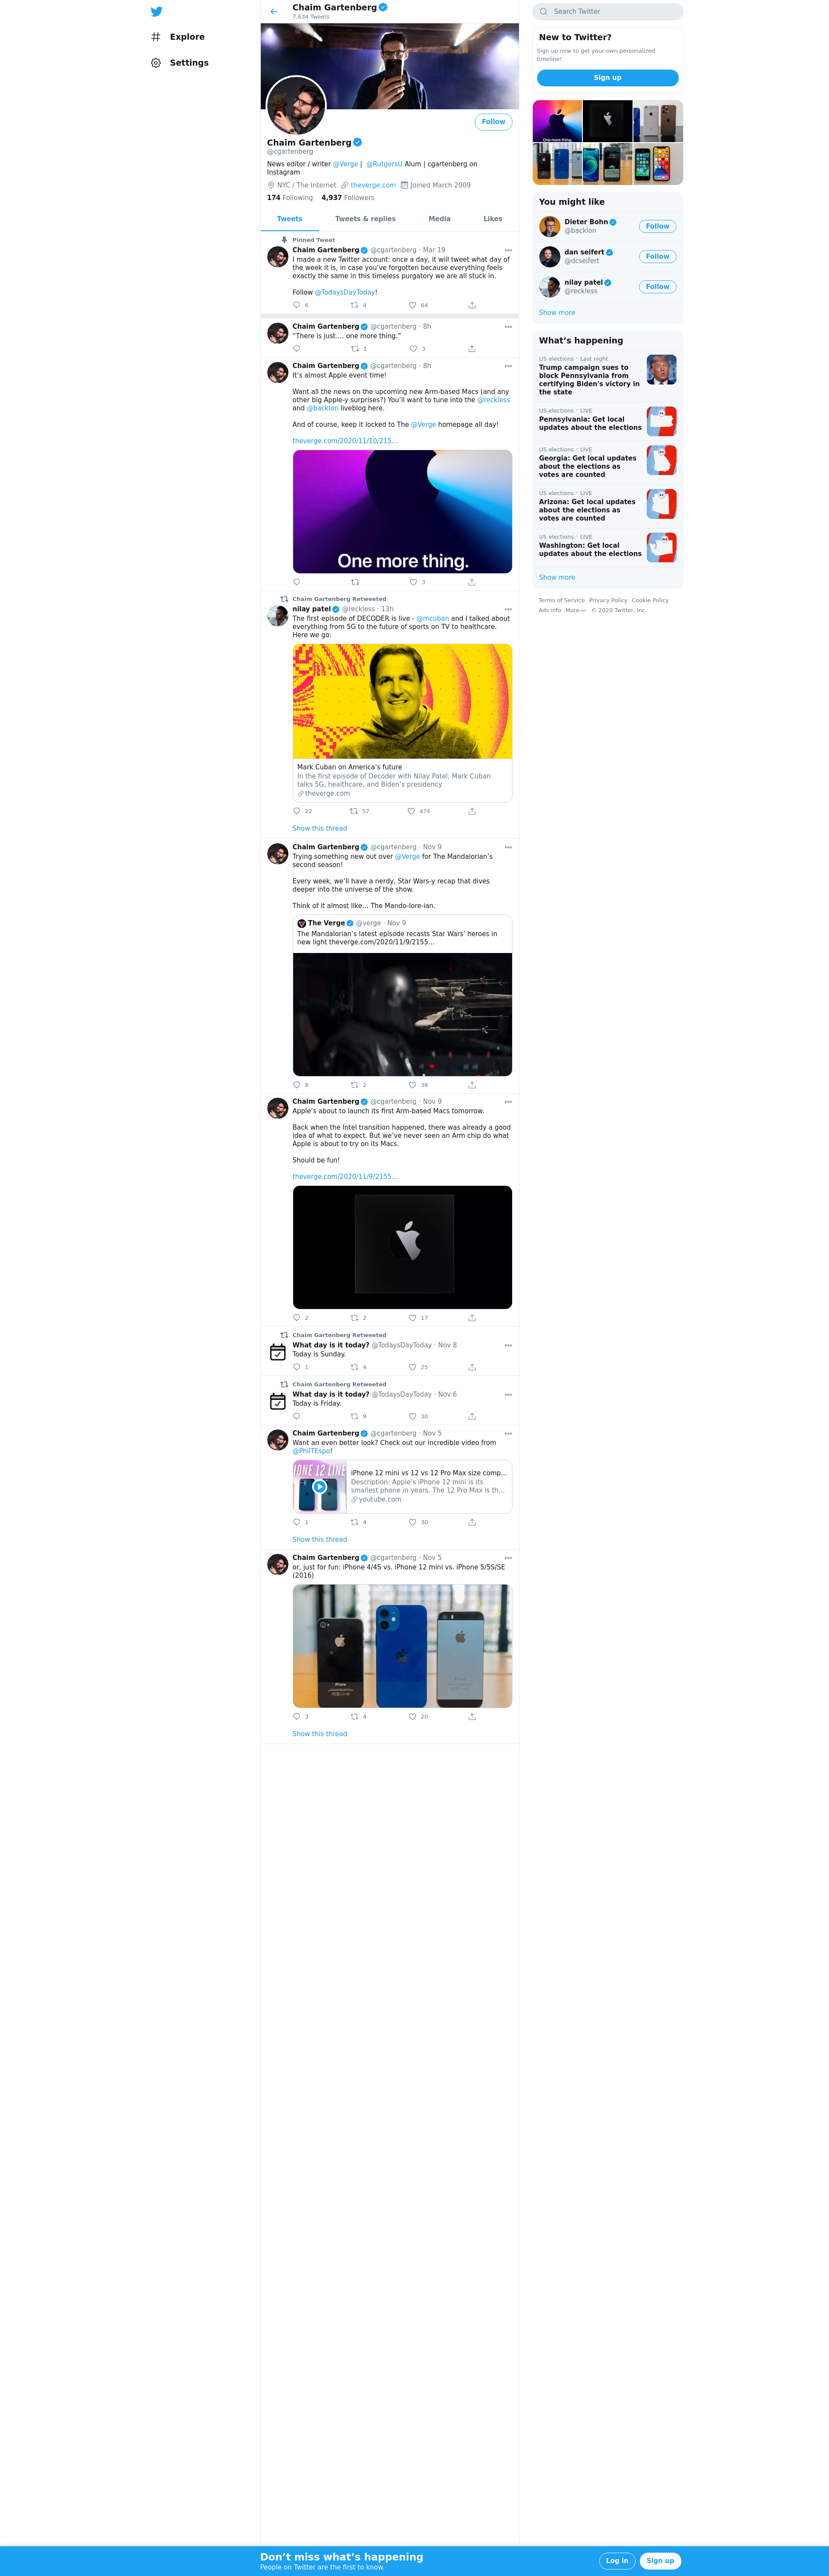 Explore
Settings
Chaim Gartenberg
7,634 Tweets
Follow
Chaim Gartenberg
@cgartenberg
News editor / writer @Verge | @RutgersU Alum | cgartenberg on
Instagram
NYC / The Internet theverge.com Joined March 2009
174 Following 4,937 Followers
Tweets Tweets & replies Media Likes
Pinned Tweet
Chaim Gartenberg @cgartenberg · Mar 19
I made a new Twitter account: once a day, it will tweet what day of
the week it is, in case you’ve forgotten because everything feels
exactly the same in this timeless purgatory we are all stuck in.
Follow @TodaysDayToday!
6 4 64
Chaim Gartenberg @cgartenberg · 8h
“There is just.... one more thing.”
1 3
Chaim Gartenberg @cgartenberg · 8h
It’s almost Apple event time!
Want all the news on the upcoming new Arm-based Macs (and any
other big Apple-y surprises?) You’ll want to tune into the @reckless
and @backlon liveblog here.
And of course, keep it locked to The @Verge homepage all day!
theverge.com/2020/11/10/215…
One more thing.
3
Chaim Gartenberg Retweeted
nilay patel @reckless · 13h
The first episode of DECODER is live - @mcuban and I talked about
everything from 5G to the future of sports on TV to healthcare.
Here we go:
Mark Cuban on America’s future
In the first episode of Decoder with Nilay Patel, Mark Cuban
talks 5G, healthcare, and Biden’s presidency
theverge.com
22 57 474
Show this thread
Chaim Gartenberg @cgartenberg · Nov 9
Trying something new out over @Verge for The Mandalorian’s
second season!
Every week, we’ll have a nerdy, Star Wars-y recap that dives
deeper into the universe of the show.
Think of it almost like… The Mando-lore-ian.
The Verge @verge · Nov 9
The Mandalorian’s latest episode recasts Star Wars’ heroes in
new light theverge.com/2020/11/9/2155…
8 2 38
Chaim Gartenberg @cgartenberg · Nov 9
Apple’s about to launch its first Arm-based Macs tomorrow.
Back when the Intel transition happened, there was already a good
idea of what to expect. But we’ve never seen an Arm chip do what
Apple is about to try on its Macs.
Should be fun!
theverge.com/2020/11/9/2155…
2 2 17
Chaim Gartenberg Retweeted
What day is it today? @TodaysDayToday · Nov 8
Today is Sunday.
1 4 25
Chaim Gartenberg Retweeted
What day is it today? @TodaysDayToday · Nov 6
Today is Friday.
9 30
Chaim Gartenberg @cgartenberg · Nov 5
Want an even better look? Check out our incredible video from
@PhilTEspo!
IONE 12 LINE
iPhone 12 mini vs 12 vs 12 Pro Max size comp…
Description: Apple’s iPhone 12 mini is its
smallest phone in years. The 12 Pro Max is th…
youtube.com
1 4 30
Show this thread
Chaim Gartenberg @cgartenberg · Nov 5
or, just for fun: iPhone 4/4S vs. iPhone 12 mini vs. iPhone 5/5S/SE
(2016)
iPhone
3 4 20
Show this thread
Search Twitter
New to Twitter?
Sign up now to get your own personalized
timeline!
Sign up
One more thing
You might like
Dieter Bohn
@backlon
Follow
dan seifert
@dcseifert
Follow
nilay patel
@reckless
Follow
Show more
What’s happening
US elections · Last night
Trump campaign sues to
block Pennsylvania from
certifying Biden's victory in
the state
US elections · LIVE
Pennsylvania: Get local
updates about the elections
US elections · LIVE
Georgia: Get local updates
about the elections as
votes are counted
US elections · LIVE
Arizona: Get local updates
about the elections as
votes are counted
US elections · LIVE
Washington: Get local
updates about the elections
Show more
Terms of Service Privacy Policy Cookie Policy
Ads info More © 2020 Twitter, Inc.
Don’t miss what’s happening
People on Twitter are the first to know.
Log in
Sign up